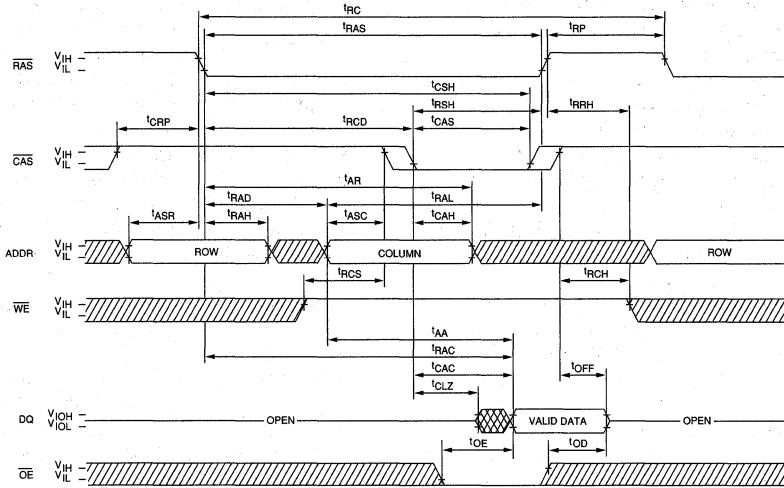 tRC
tRAS
tRP
RAS
VIH
VIL
tCSH
tRSH
tRRH
tCRP
tRCD
tCAS
CAS
VIH
VIL
tAR
tRAD
tRAL
tASR
tRAH
tASC
tCAH
ADDR
VIH
VIL
ROW
COLUMN
ROW
tRCS
tRCH
WE
VIH
VIL
tAA
tRAC
tCAC
tOFF
tCLZ
DQ
VIOH
VIOL
OPEN
VALID DATA
OPEN
tOE
tOD
OE
VIH
VIL